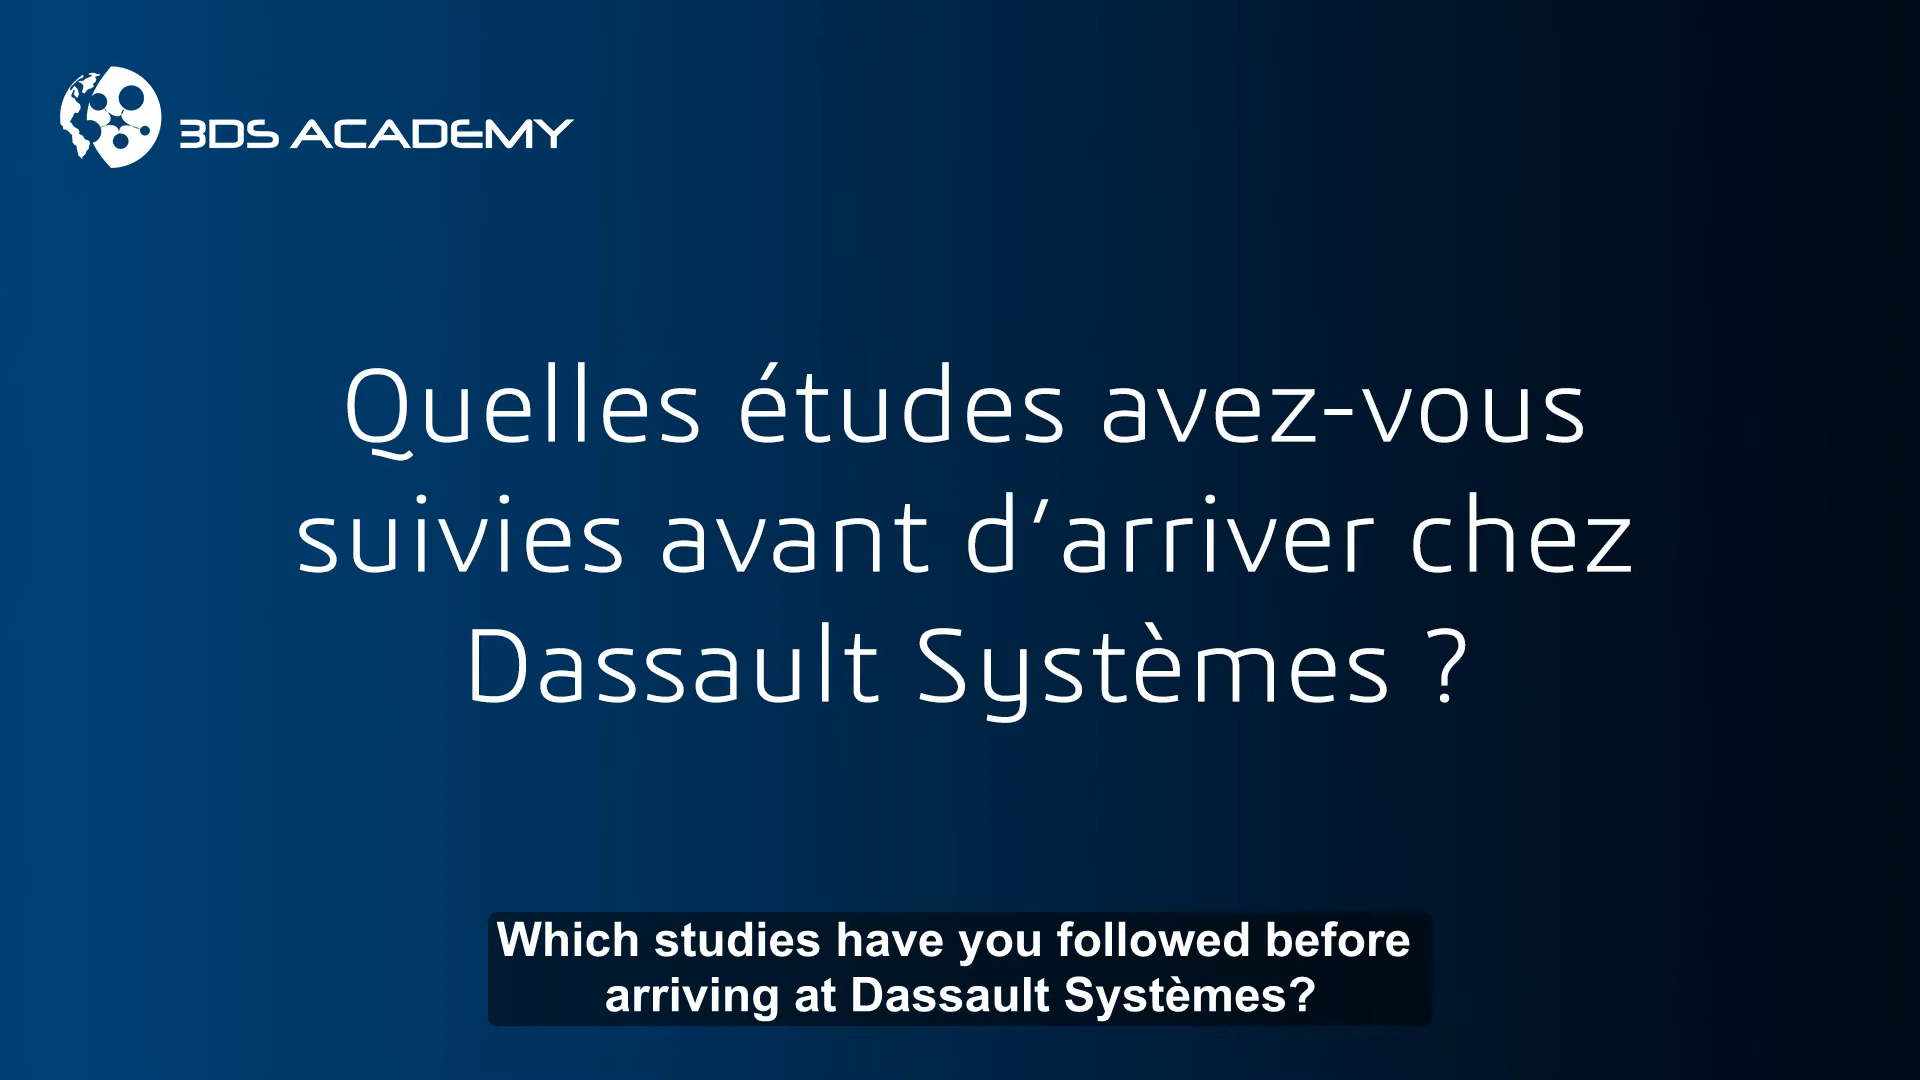 3DS ACADEMY
Quelles études avez-vous
suivies avant d’arriver chez
Dassault Systèmes ?
Which studies have you followed before
arriving at Dassault Systèmes?